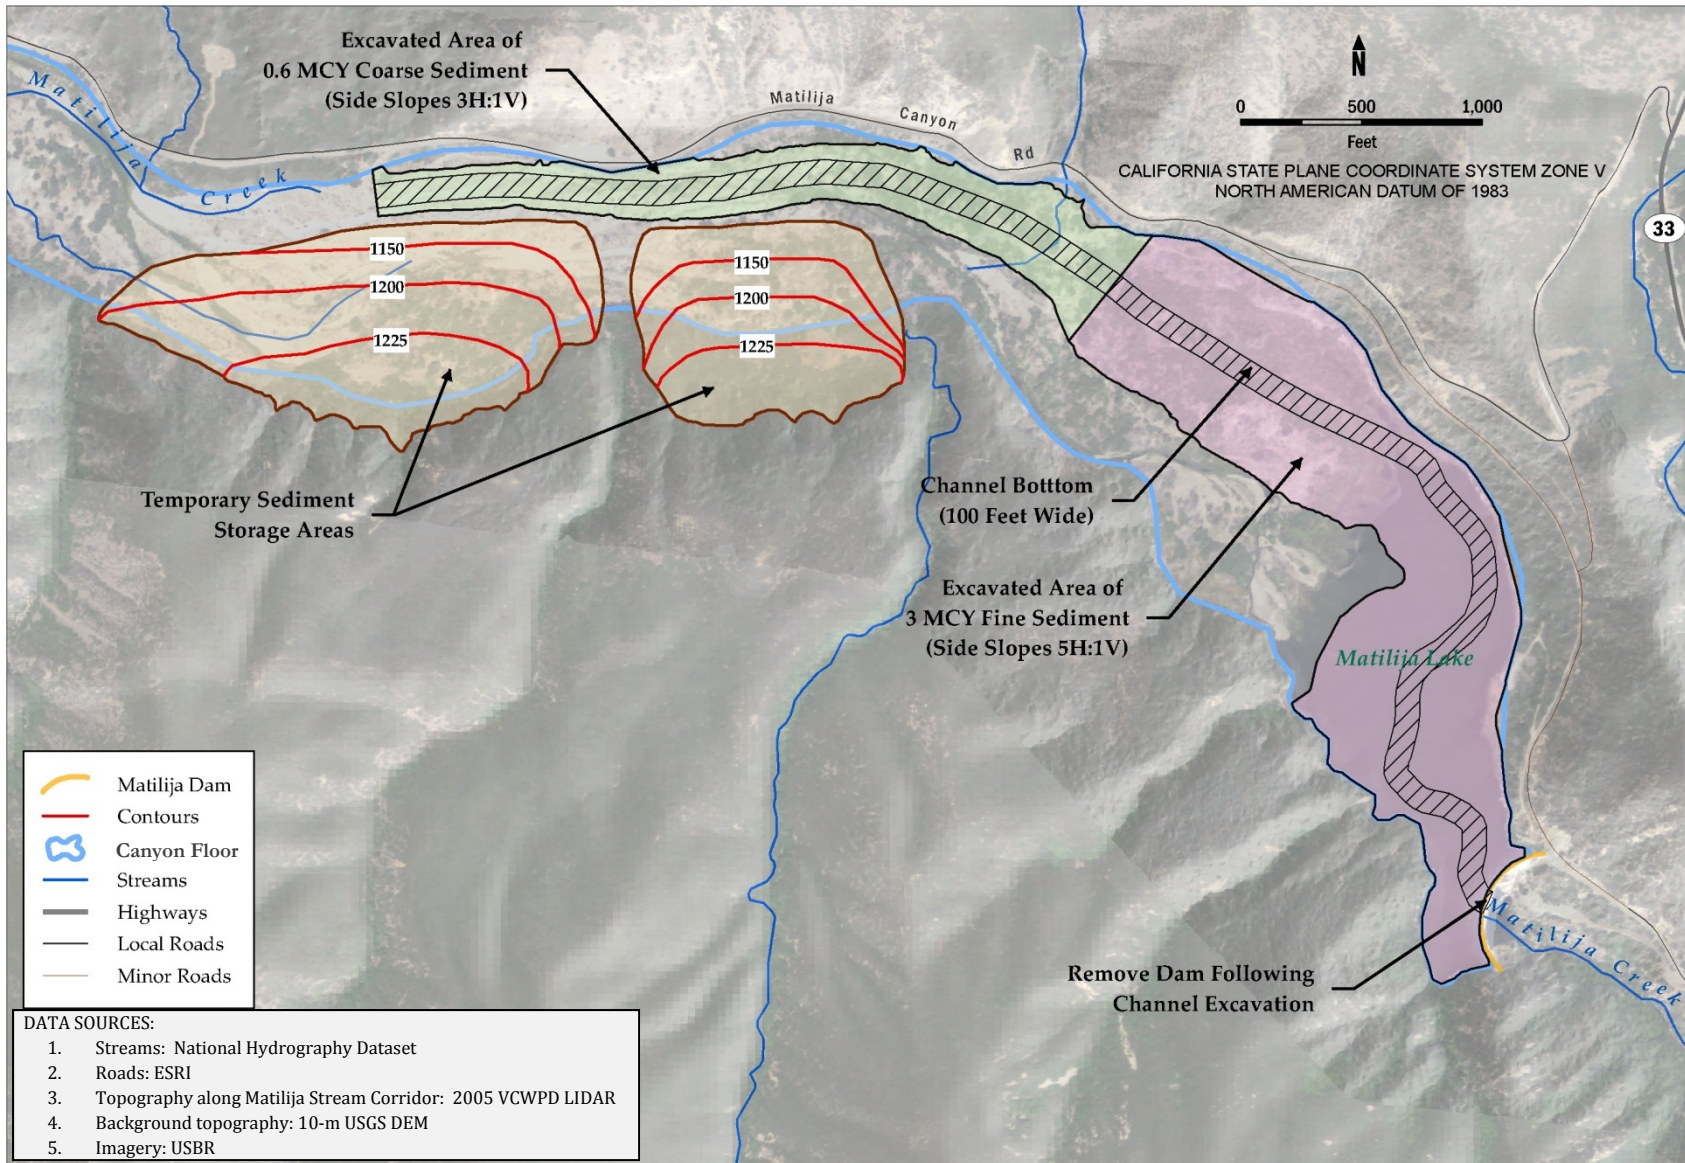 Excavated Area of
0.6 MCY Coarse Sediment
(Side Slopes 3H:1V)
Matilija
Creek
Matilija
Canyon
Rd
N
0 500 1,000
Feet
CALIFORNIA STATE PLANE COORDINATE SYSTEM ZONE V
NORTH AMERICAN DATUM OF 1983
33
1150
1200
1225
1150
1200
1225
Temporary Sediment
Storage Areas
Channel Botttom
(100 Feet Wide)
Excavated Area of
3 MCY Fine Sediment
(Side Slopes 5H:1V)
Matilija Lake
Remove Dam Following
Channel Excavation
Matilija Creek
Matilija Dam
Contours
Canyon Floor
Streams
Highways
Local Roads
Minor Roads
DATA SOURCES:
1. Streams: National Hydrography Dataset
2. Roads: ESRI
3. Topography along Matilija Stream Corridor: 2005 VCWPD LIDAR
4. Background topography: 10-m USGS DEM
5. Imagery: USBR